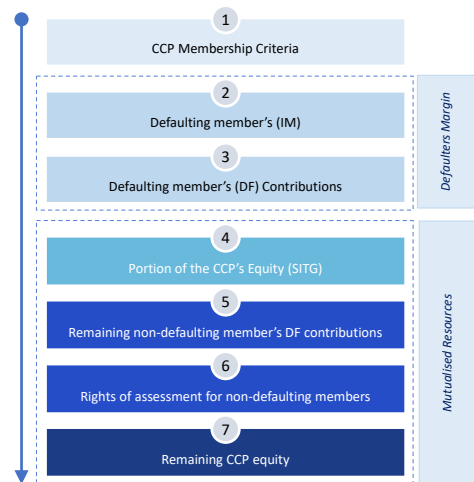 1
CCP Membership Criteria
2
Defaulting member's (IM)
3
Defaulting member's (DF) Contributions
Defaulters Margin
4
Portion of the CCP's Equity (SITG)
5
Remaining non-defaulting member's DF contributions
6
Rights of assessment for non-defaulting members
7
Remaining CCP equity
Mutualised Resources